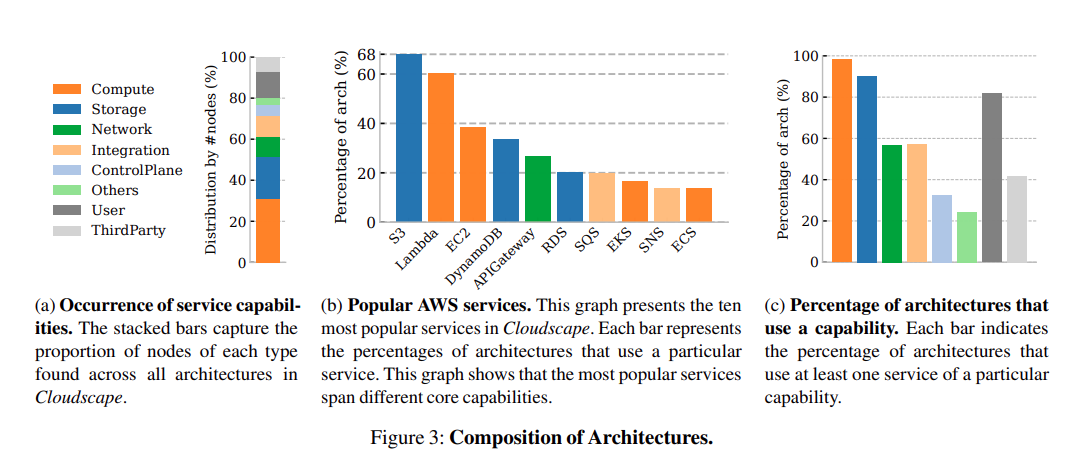 Compute
Storage
Network
Integration
ControlPlane
Others
User
ThirdParty
Distribution by #nodes (%)
100
80
60
40
20
0
Percentage of arch (%)
68
60
40
20
0
S3
Lambda
EC2
DynamoDB
APIGateway
RDS
SQS
EKS
SNS
ECS
Percentage of arch (%)
100
80
60
40
20
0
(a) Occurrence of service capabil-
ities. The stacked bars capture the
proportion of nodes of each type
found across all architectures in
Cloudscape.
(b) Popular AWS services. This graph presents the ten
most popular services in Cloudscape. Each bar represents
the percentages of architectures that use a particular
service. This graph shows that the most popular services
span different core capabilities.
(c) Percentage of architectures that
use a capability. Each bar indicates
the percentage of architectures that
use at least one service of a particular
capability.
Figure 3: Composition of Architectures.